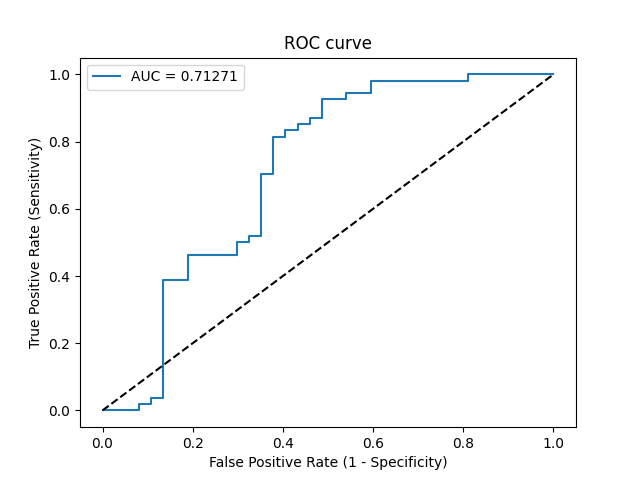 ROC curve
AUC = 0.71271
True Positive Rate (Sensitivity)
1.0
0.8
0.6
0.4
0.2
0.0
0.0 0.2 0.4 0.6 0.8 1.0
False Positive Rate (1 - Specificity)